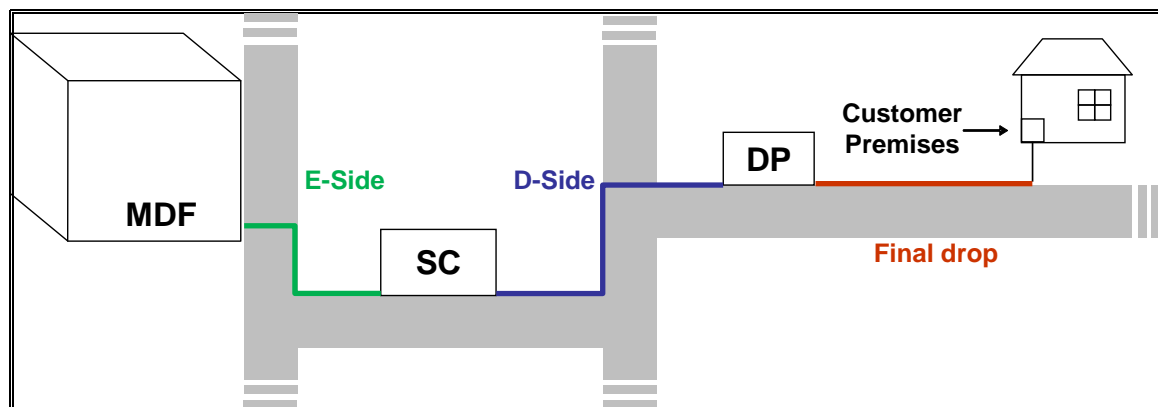 MDF
E-Side
SC
D-Side
DP
Customer
Premises
Final drop